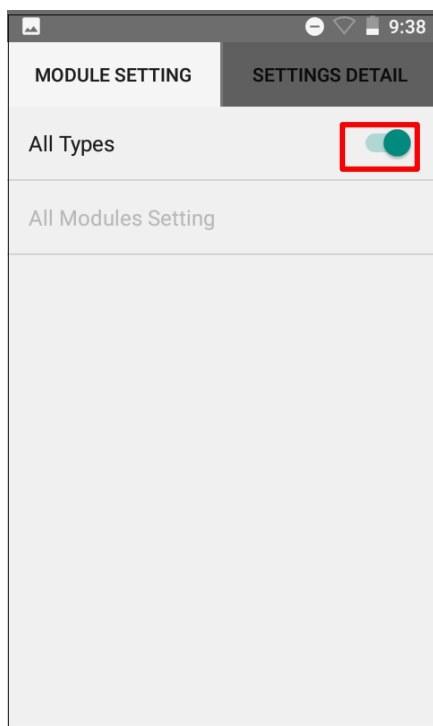 9:38
MODULE SETTING
SETTINGS DETAIL
All Types
All Modules Setting